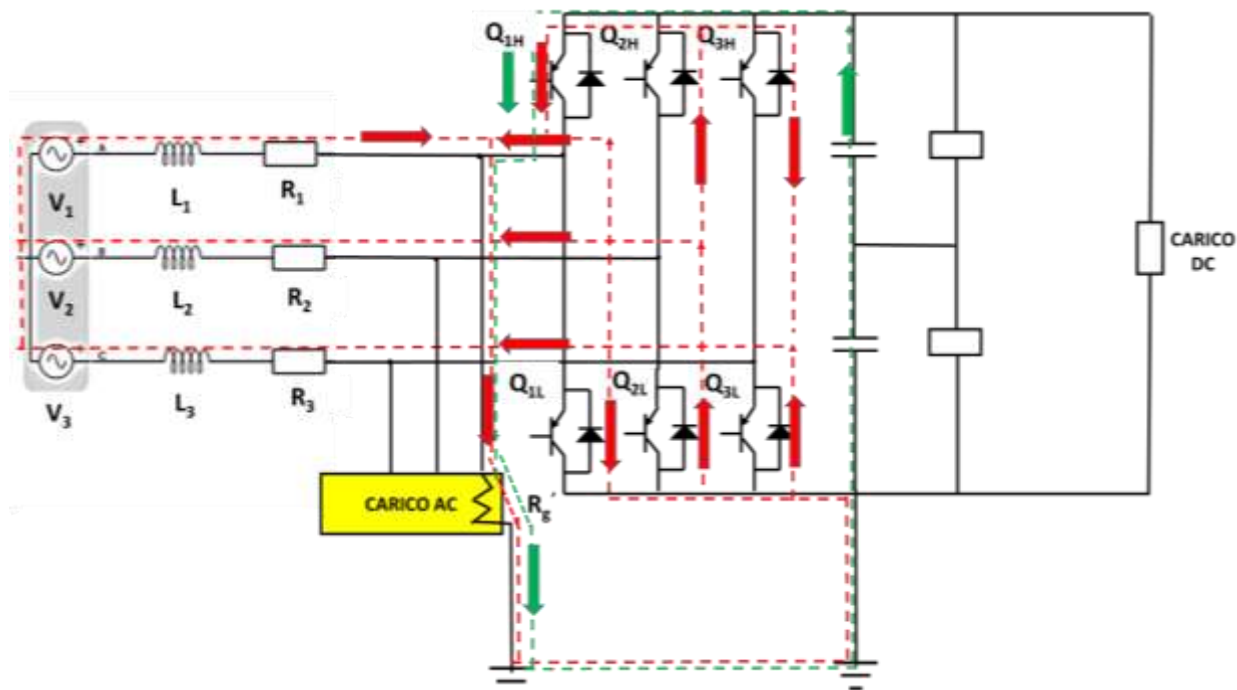 Q1H
Q2H
Q3H
V1
L1
R1
V2
L2
R2
CARICO
DC
V3
L3
R3
Q1L
Q2L
Q3L
CARICO AC
Rg